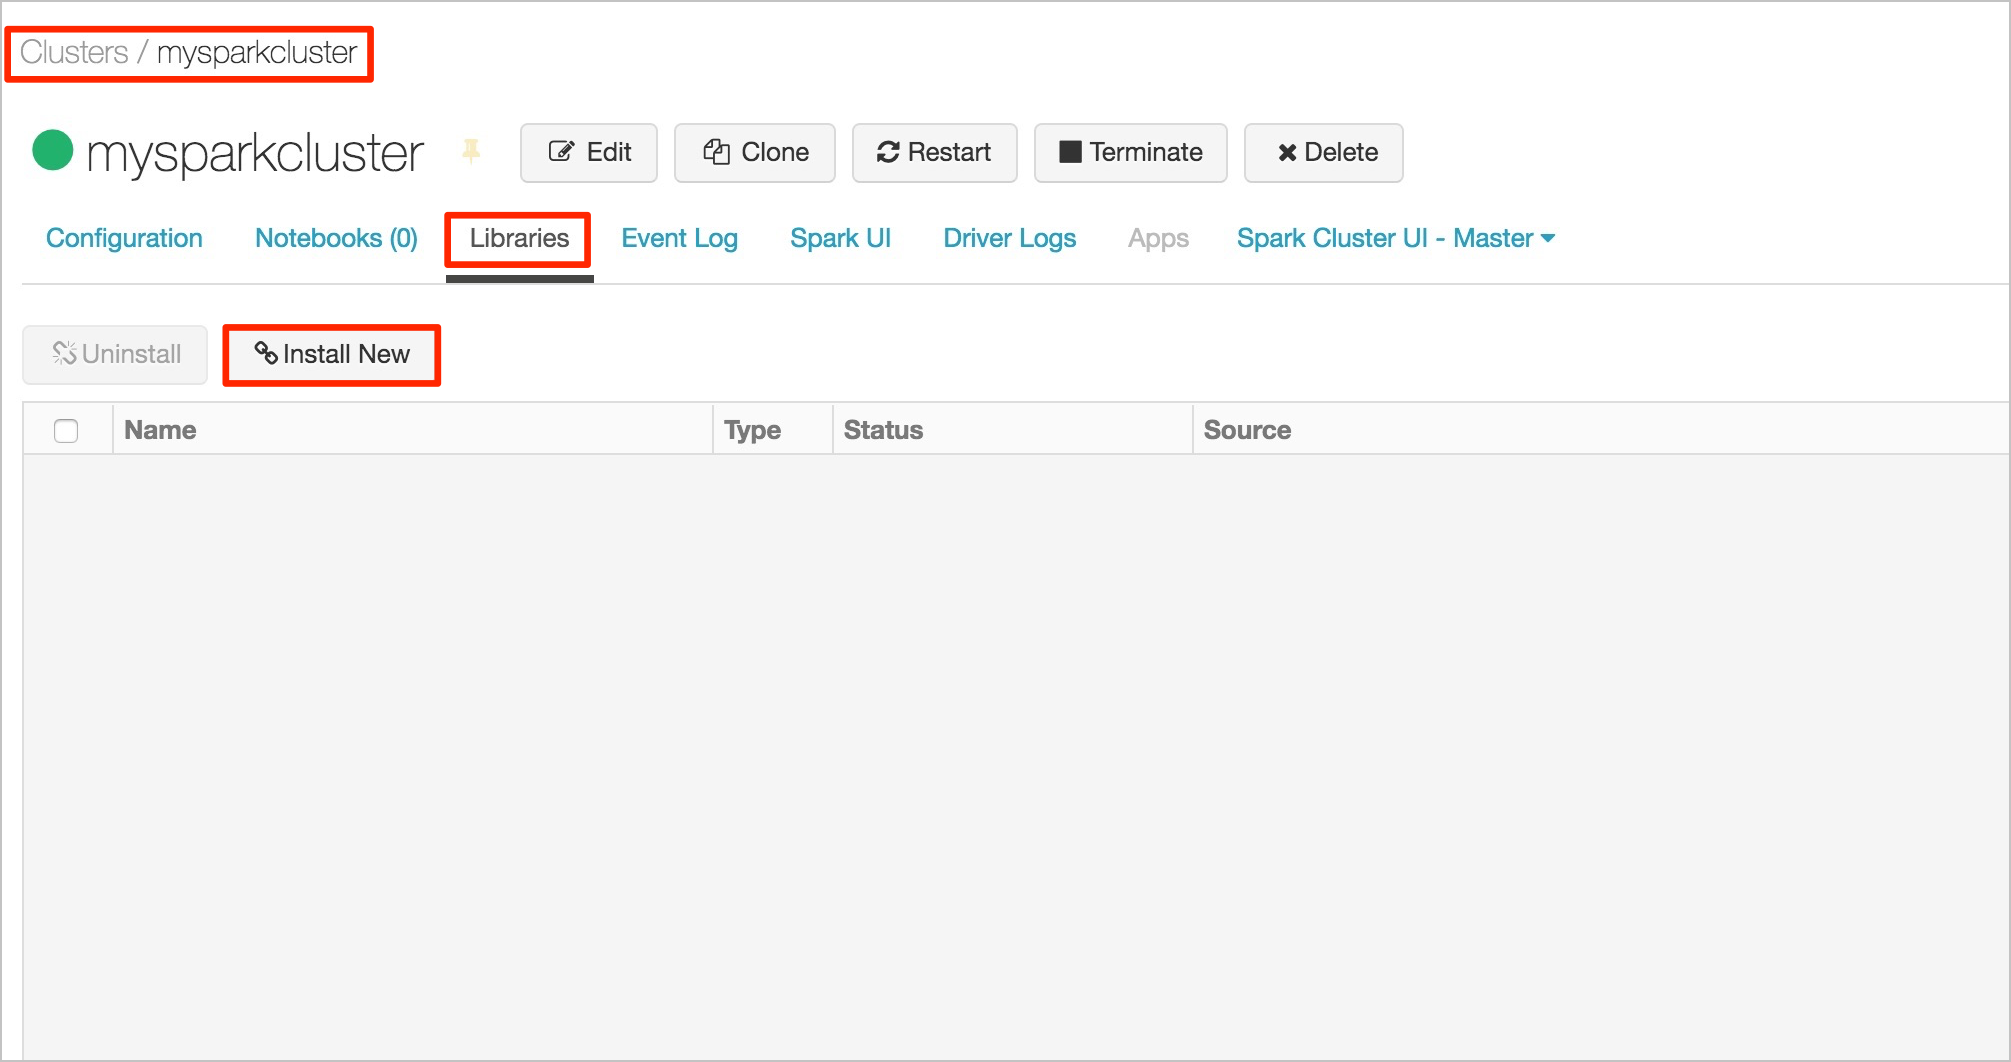 Clusters / mysparkcluster
mysparkcluster Edit Clone Restart Terminate Delete
Configuration Notebooks (0) Libraries Event Log Spark UI Driver Logs Apps Spark Cluster UI - Master
Uninstall Install New
Name Type Status Source